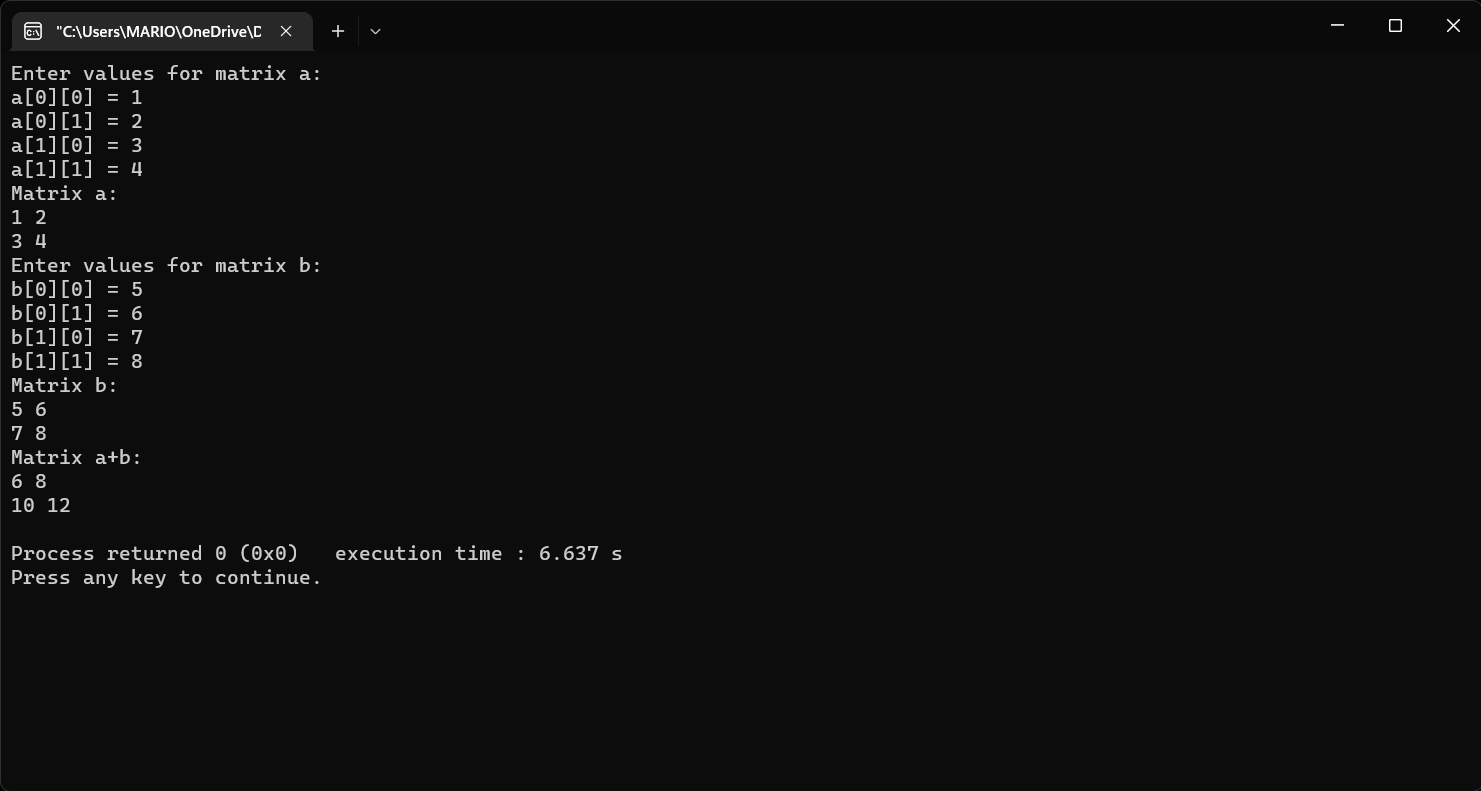 "C:\Users\MARIO\OneDrive\D
Enter values for matrix a:
a[0][0] = 1
a[0][1] = 2
a[1][0] = 3
a[1][1] = 4
Matrix a:
1 2
3 4
Enter values for matrix b:
b[0][0] = 5
b[0][1] = 6
b[1][0] = 7
b[1][1] = 8
Matrix b:
5 6
7 8
Matrix a+b:
6 8
10 12
Process returned 0 (0x0)   execution time : 6.637 s
Press any key to continue.